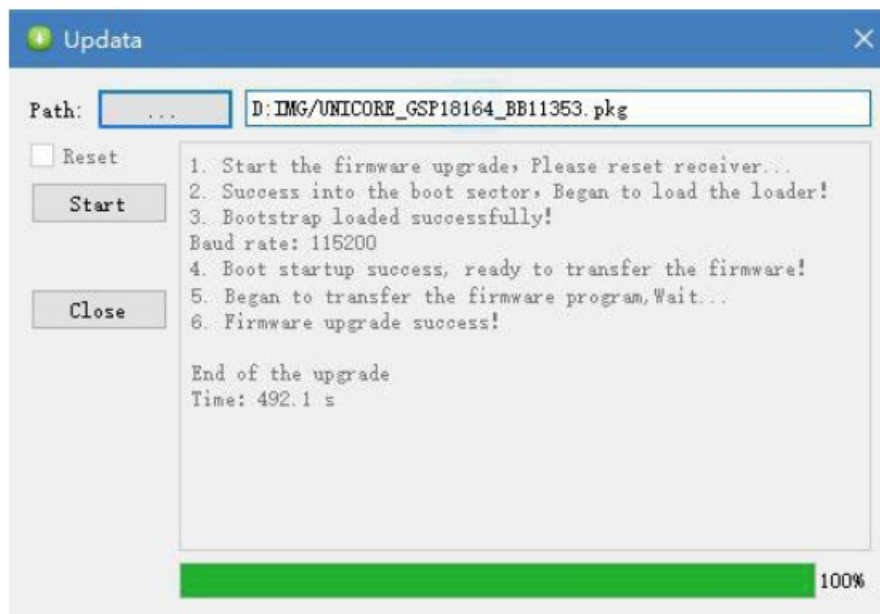 Updata
Path: ... D:IMG/UNICORE_GSP18164_BB11353.pkg
Reset
Start
Close
1. Start the firmware upgrade, Please reset receiver...
2. Success into the boot sector, Began to load the loader!
3. Bootstrap loaded successfully!
Baud rate: 115200
4. Boot startup success, ready to transfer the firmware!
5. Began to transfer the firmware program,Wait...
6. Firmware upgrade success!
End of the upgrade
Time: 492.1 s
100%